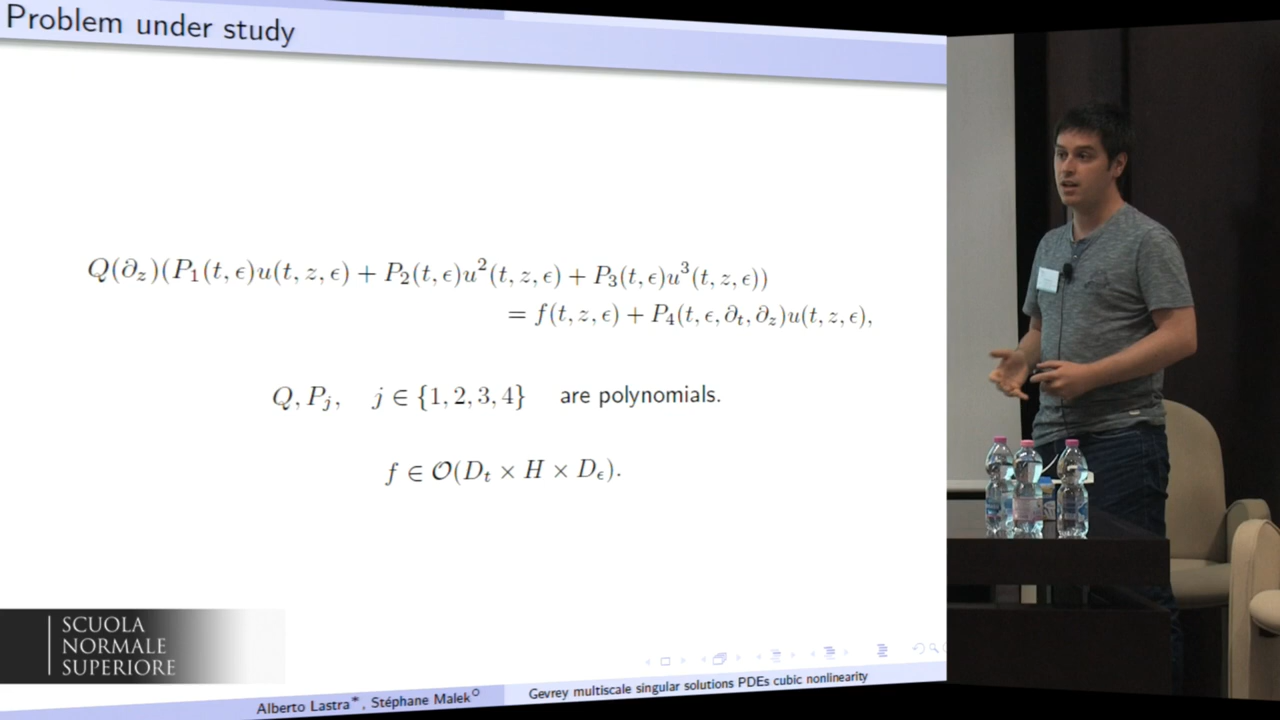 Problem under study
Q(∂_z)(P_1(t, ϵ)u(t, z, ϵ) + P_2(t, ϵ)u^2(t, z, ϵ) + P_3(t, ϵ)u^3(t, z, ϵ))
= f(t, z, ϵ) + P_4(t, ϵ, ∂_t, ∂_z)u(t, z, ϵ),
Q, P_j, j ∈ {1, 2, 3, 4} are polynomials.
f ∈ O(D_t × H × D_ϵ).
SCUOLA
NORMALE
SUPERIORE
Alberto Lastra*, Stéphane Malek○
Gevrey multiscale singular solutions PDEs cubic nonlinearity